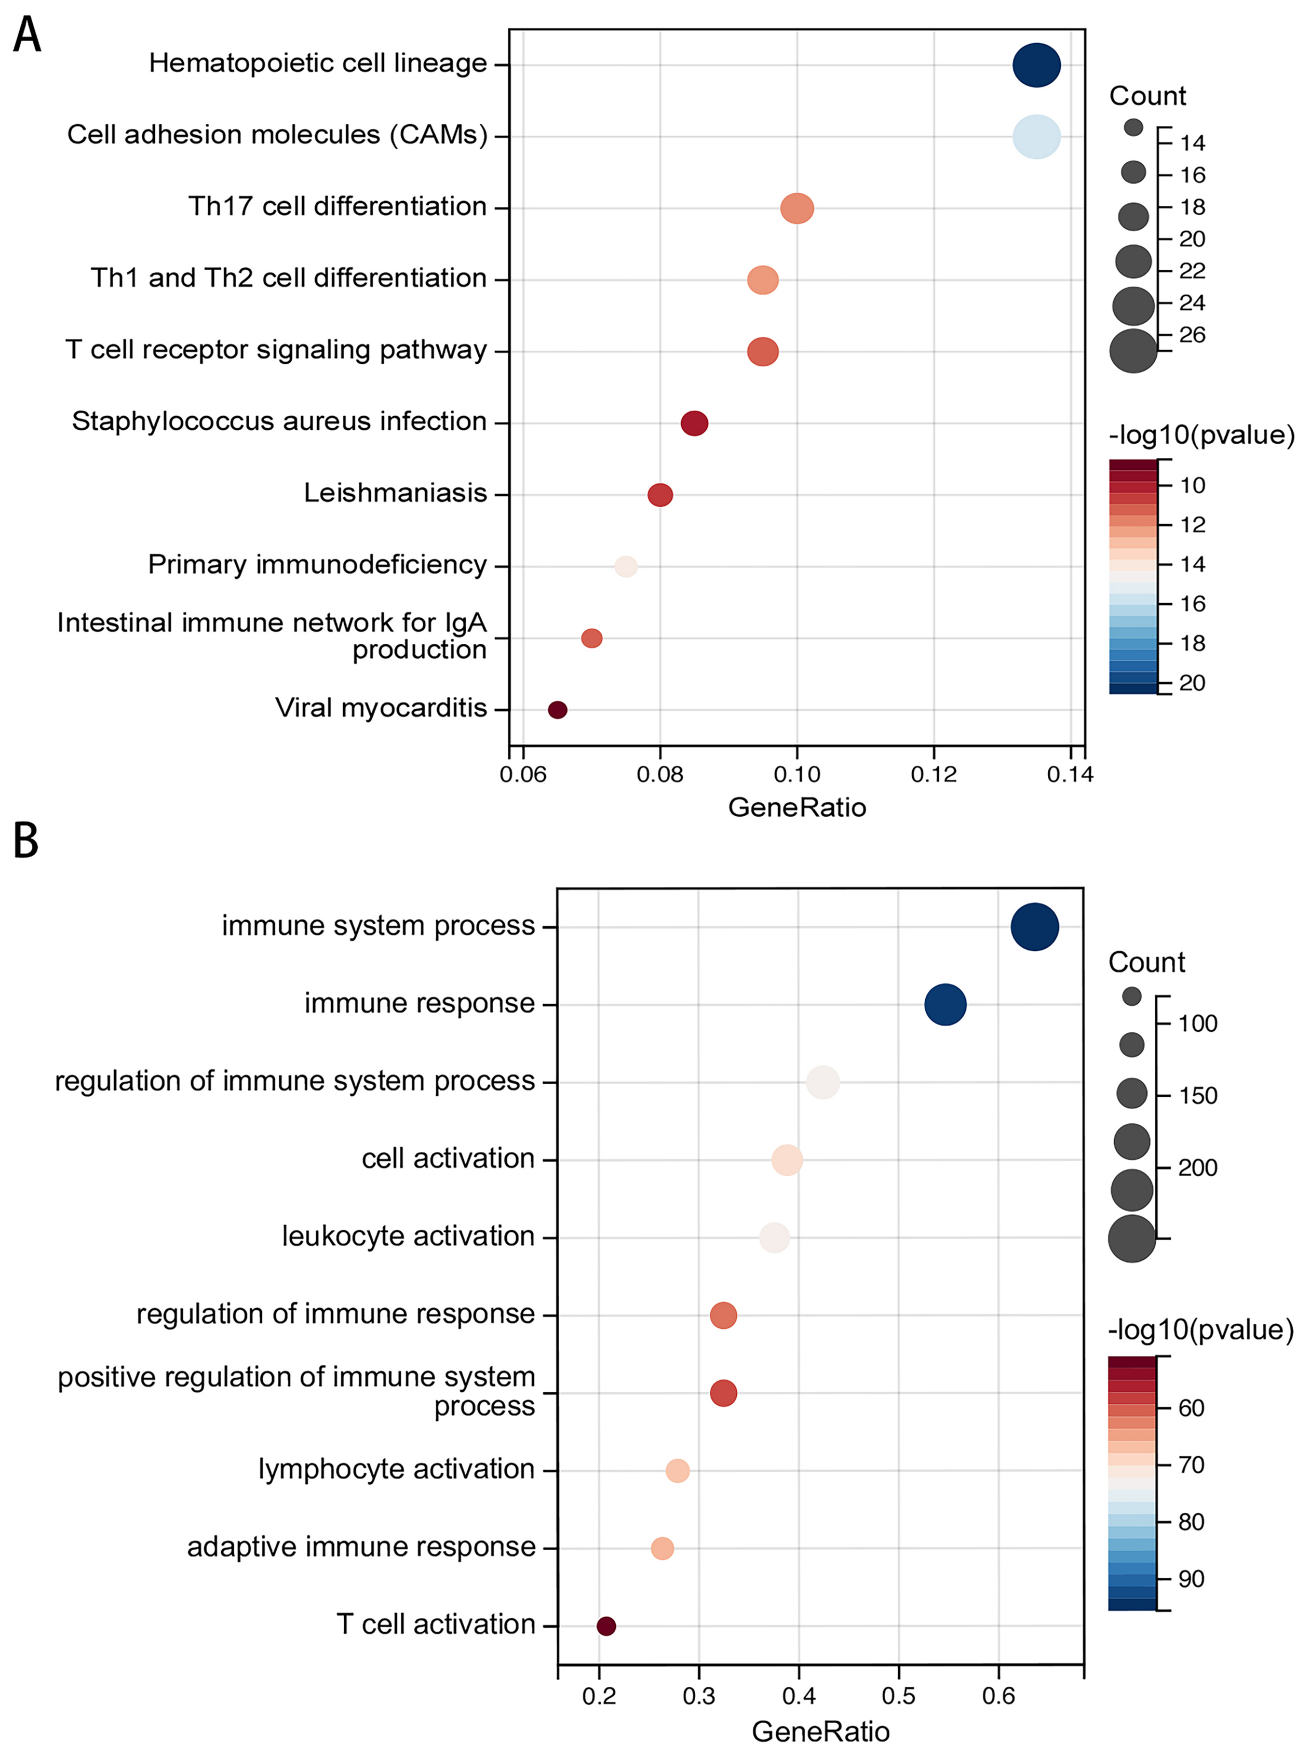 A
Hematopoietic cell lineage
Cell adhesion molecules (CAMs)
Th17 cell differentiation
Th1 and Th2 cell differentiation
T cell receptor signaling pathway
Staphylococcus aureus infection
Leishmaniasis
Primary immunodeficiency
Intestinal immune network for IgA
production
Viral myocarditis
0.06 0.08 0.10 0.12 0.14
GeneRatio
Count
14
16
18
20
22
24
26
-log10(pvalue)
10
12
14
16
18
20
B
immune system process
immune response
regulation of immune system process
cell activation
leukocyte activation
regulation of immune response
positive regulation of immune system
process
lymphocyte activation
adaptive immune response
T cell activation
0.2 0.3 0.4 0.5 0.6
GeneRatio
Count
100
150
200
-log10(pvalue)
60
70
80
90